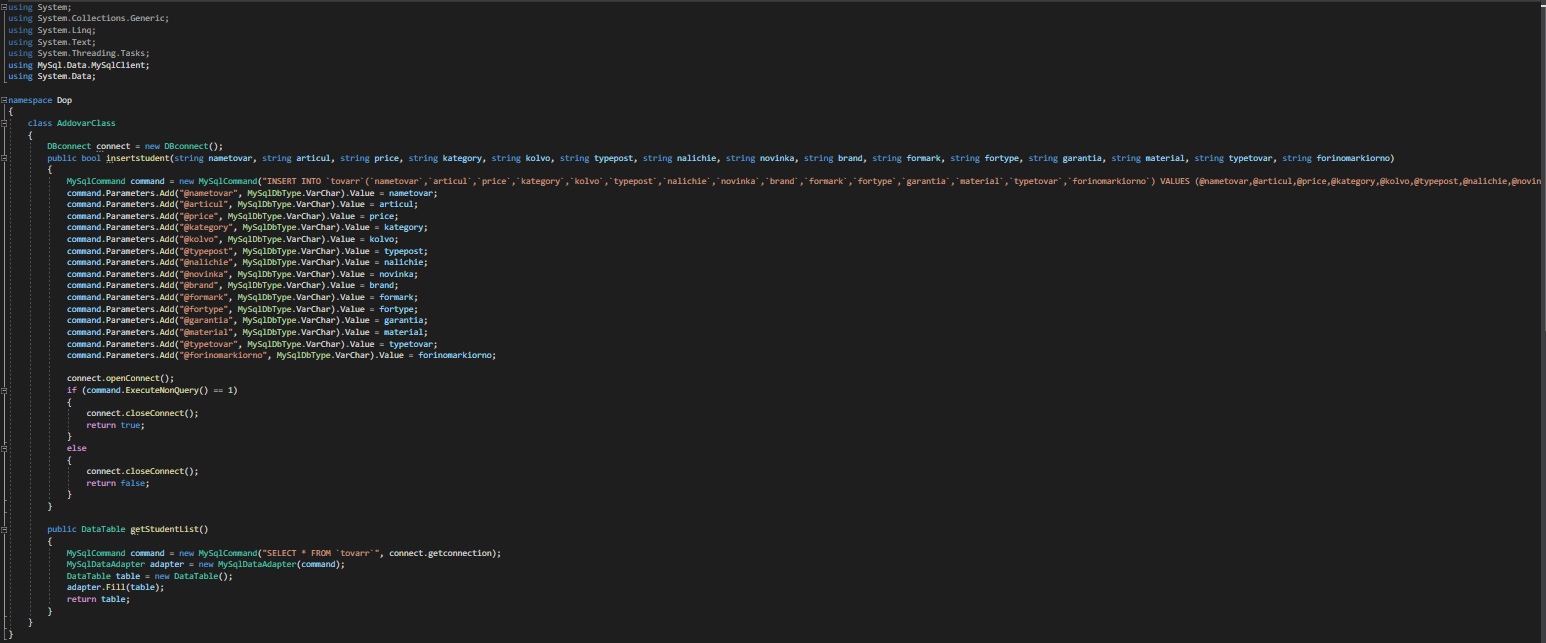 using System;
using System.Collections.Generic;
using System.Linq;
using System.Text;
using System.Threading.Tasks;
using MySql.Data.MySqlClient;
using System.Data;
namespace Dop
{
class AddovarClass
{
DBconnect connect = new DBconnect();
public bool insertstudent(string nametovar, string articul, string price, string kategory, string kolvo, string typepost, string nalichie, string novinka, string brand, string formark, string fortype, string garantia, string material, string typetovar, string forinomarkiorno)
{
MySqlCommand command = new MySqlCommand("INSERT INTO `tovarr`(`nametovar`,`articul`,`price`,`kategory`,`kolvo`,`typepost`,`nalichie`,`novinka`,`brand`,`formark`,`fortype`,`garantia`,`material`,`typetovar`,`forinomarkiorno`) VALUES (@nametovar,@articul,@price,@kategory,@kolvo,@typepost,@nalichie,@novin
command.Parameters.Add("@nametovar", MySqlDbType.VarChar).Value = nametovar;
command.Parameters.Add("@articul", MySqlDbType.VarChar).Value = articul;
command.Parameters.Add("@price", MySqlDbType.VarChar).Value = price;
command.Parameters.Add("@kategory", MySqlDbType.VarChar).Value = kategory;
command.Parameters.Add("@kolvo", MySqlDbType.VarChar).Value = kolvo;
command.Parameters.Add("@typepost", MySqlDbType.VarChar).Value = typepost;
command.Parameters.Add("@nalichie", MySqlDbType.VarChar).Value = nalichie;
command.Parameters.Add("@novinka", MySqlDbType.VarChar).Value = novinka;
command.Parameters.Add("@brand", MySqlDbType.VarChar).Value = brand;
command.Parameters.Add("@formark", MySqlDbType.VarChar).Value = formark;
command.Parameters.Add("@fortype", MySqlDbType.VarChar).Value = fortype;
command.Parameters.Add("@garantia", MySqlDbType.VarChar).Value = garantia;
command.Parameters.Add("@material", MySqlDbType.VarChar).Value = material;
command.Parameters.Add("@typetovar", MySqlDbType.VarChar).Value = typetovar;
command.Parameters.Add("@forinomarkiorno", MySqlDbType.VarChar).Value = forinomarkiorno;
connect.openConnect();
if (command.ExecuteNonQuery() == 1)
{
connect.closeConnect();
return true;
}
else
{
connect.closeConnect();
return false;
}
}
public DataTable getStudentList()
{
MySqlCommand command = new MySqlCommand("SELECT * FROM `tovarr`", connect.getconnection);
MySqlDataAdapter adapter = new MySqlDataAdapter(command);
DataTable table = new DataTable();
adapter.Fill(table);
return table;
}
}
}